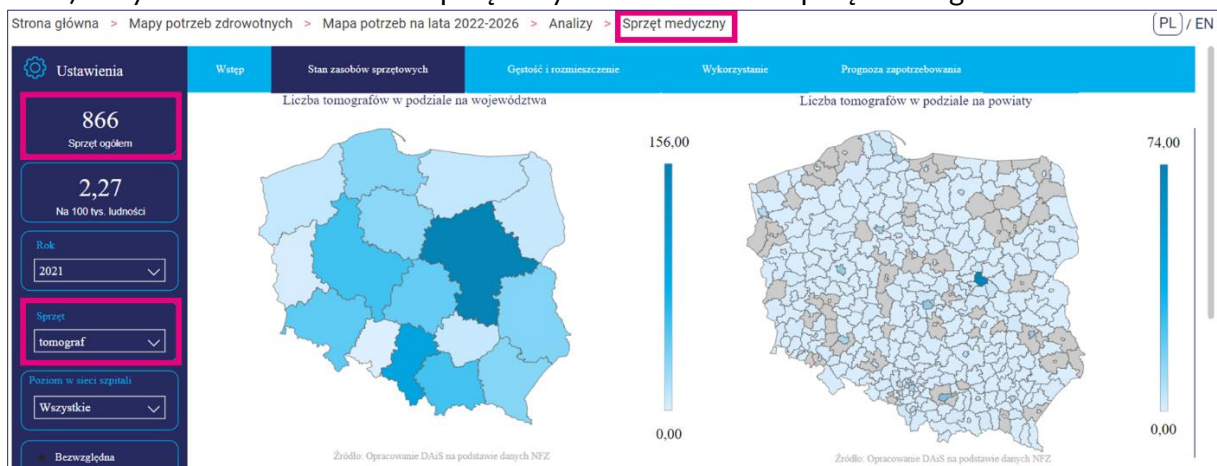 Strona główna > Mapy potrzeb zdrowotnych > Mapa potrzeb na lata 2022-2026 > Analizy > Sprzęt medyczny
PL / EN
Ustawienia
Wstęp
Stan zasobów sprzętowych
Gęstość i rozmieszczenie
Wykorzystanie
Prognoza zapotrzebowania
866
Sprzęt ogółem
2,27
Na 100 tys. ludności
Rok
2021
Sprzęt
tomograf
Poziom w sieci szpitali
Wszystkie
Bezwzględna
Liczba tomografów w podziale na województwa
156,00
0,00
Źródło: Opracowanie DAiS na podstawie danych NFZ
Liczba tomografów w podziale na powiaty
74,00
0,00
Źródło: Opracowanie DAiS na podstawie danych NFZ